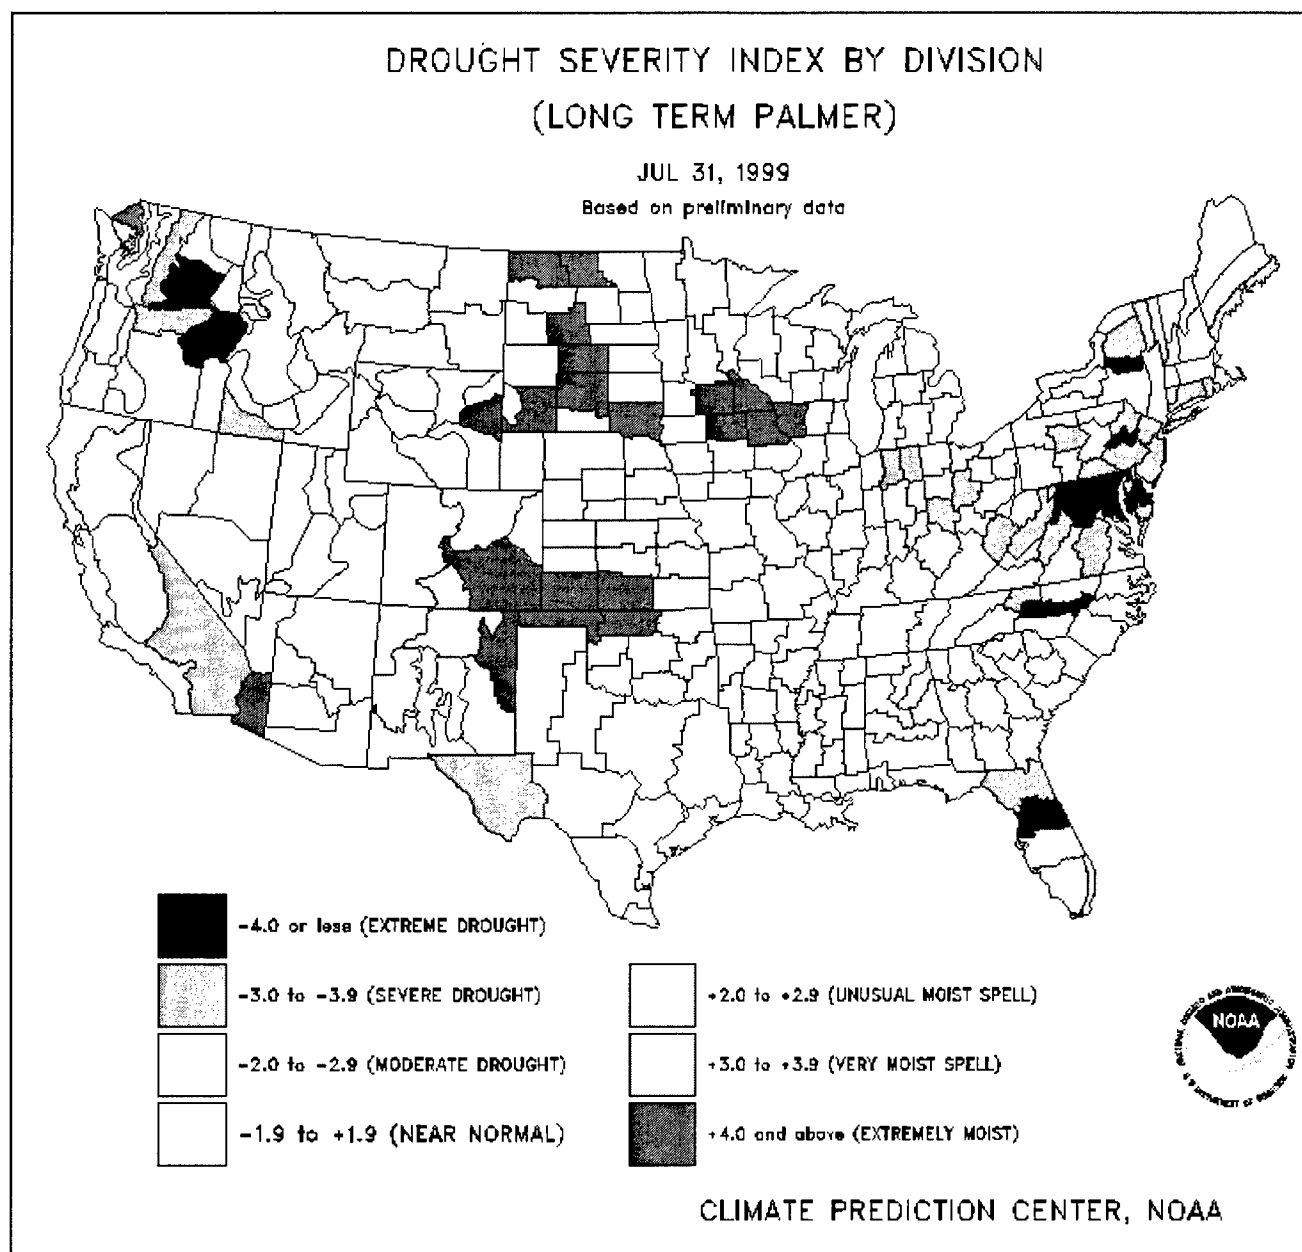 DROUGHT SEVERITY INDEX BY DIVISION
(LONG TERM PALMER)
JUL 31, 1999
Based on preliminary data
-4.0 or less (EXTREME DROUGHT)
-3.0 to -3.9 (SEVERE DROUGHT)
-2.0 to -2.9 (MODERATE DROUGHT)
-1.9 to +1.9 (NEAR NORMAL)
+2.0 to +2.9 (UNUSUAL MOIST SPELL)
+3.0 to +3.9 (VERY MOIST SPELL)
+4.0 and above (EXTREMELY MOIST)
NOAA
CLIMATE PREDICTION CENTER, NOAA